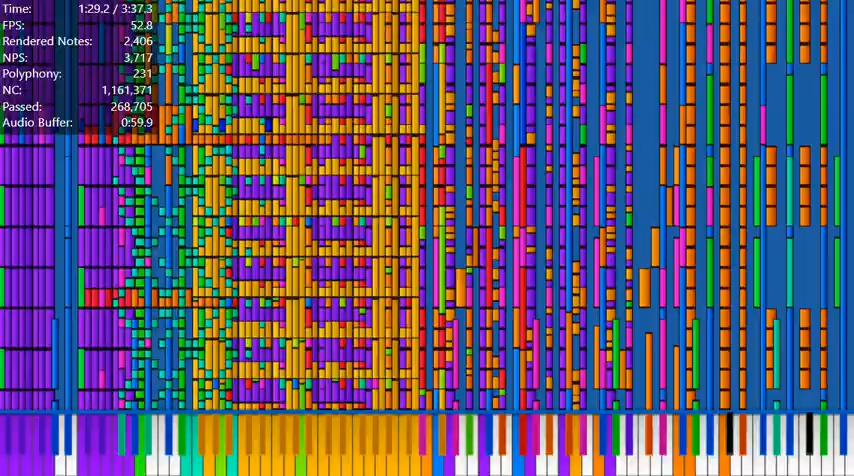 Time: 1:29.2 / 3:37.3
FPS: 52.8
Rendered Notes: 2,406
NPS: 3,717
Polyphony: 231
NC: 1,161,371
Passed: 268,705
Audio Buffer: 0:59.9